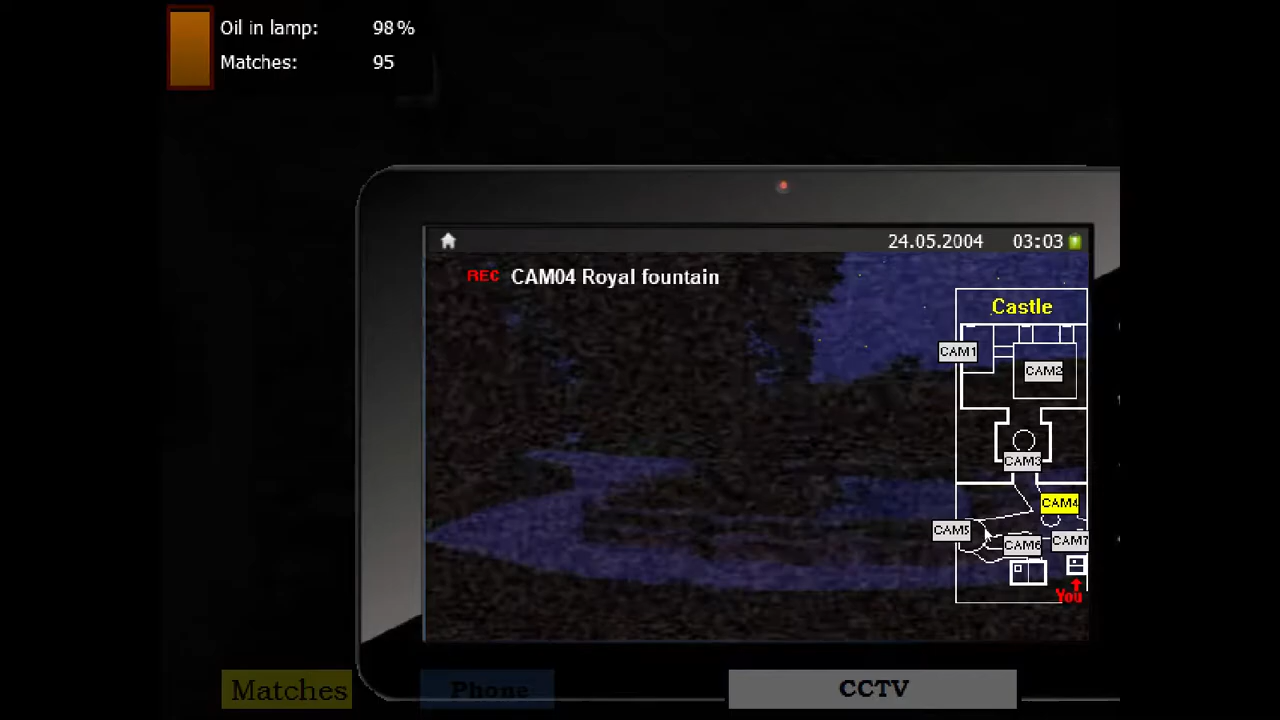 Oil in lamp: 98%
Matches: 95
24.05.2004 03:03
REC CAM04 Royal fountain
Castle
CAM1
CAM2
CAM3
CAM4
CAM5
CAM6
CAM7
You
Matches
Phone
CCTV